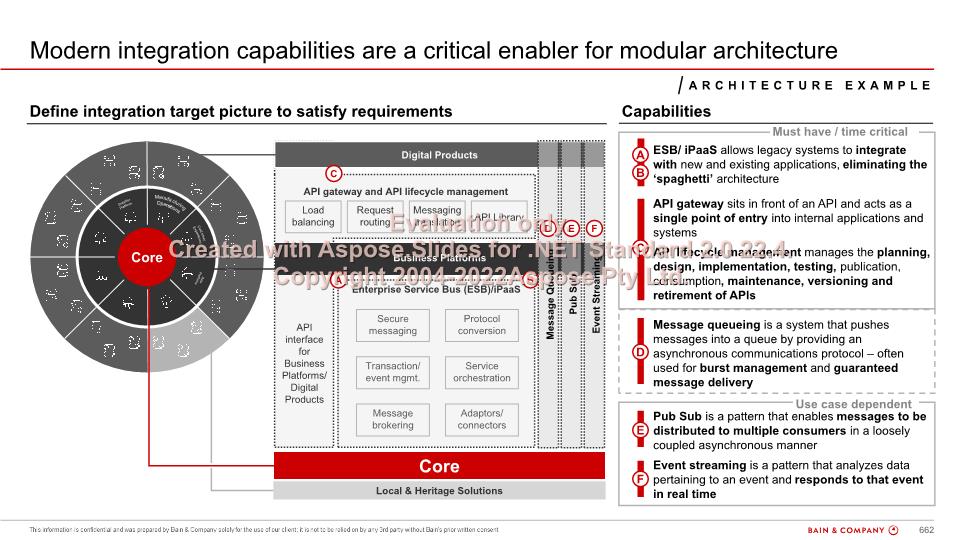 Modern integration capabilities are a critical enabler for modular architecture
ARCHITECTURE EXAMPLE
Define integration target picture to satisfy requirements
Core
Manufacturing
Operations
Digital Products
C
API gateway and API lifecycle management
Load
balancing
Request
routing
Messaging
translation
API Library
Business Platforms
A
B
Enterprise Service Bus (ESB)/iPaaS
API
interface
for
Business
Platforms/
Digital
Products
Secure
messaging
Protocol
conversion
Transaction/
event mgmt.
Service
orchestration
Message
brokering
Adaptors/
connectors
D
E
F
Message Queueing
Pub Sub
Event Streaming
Core
Local & Heritage Solutions
Evaluation only.
Created with Aspose.Slides for .NET Standard 2.0 22.4.
Copyright 2004-2022Aspose Pty Ltd.
Capabilities
Must have / time critical
A
B
ESB/ iPaaS allows legacy systems to integrate
with new and existing applications, eliminating the
‘spaghetti’ architecture
C
API gateway sits in front of an API and acts as a
single point of entry into internal applications and
systems
API lifecycle management manages the planning,
design, implementation, testing, publication,
consumption, maintenance, versioning and
retirement of APIs
D
Message queueing is a system that pushes
messages into a queue by providing an
asynchronous communications protocol – often
used for burst management and guaranteed
message delivery
Use case dependent
E
Pub Sub is a pattern that enables messages to be
distributed to multiple consumers in a loosely
coupled asynchronous manner
F
Event streaming is a pattern that analyzes data
pertaining to an event and responds to that event
in real time
This information is confidential and was prepared by Bain & Company solely for the use of our client; it is not to be relied on by any 3rd party without Bain's prior written consent
BAIN & COMPANY
662